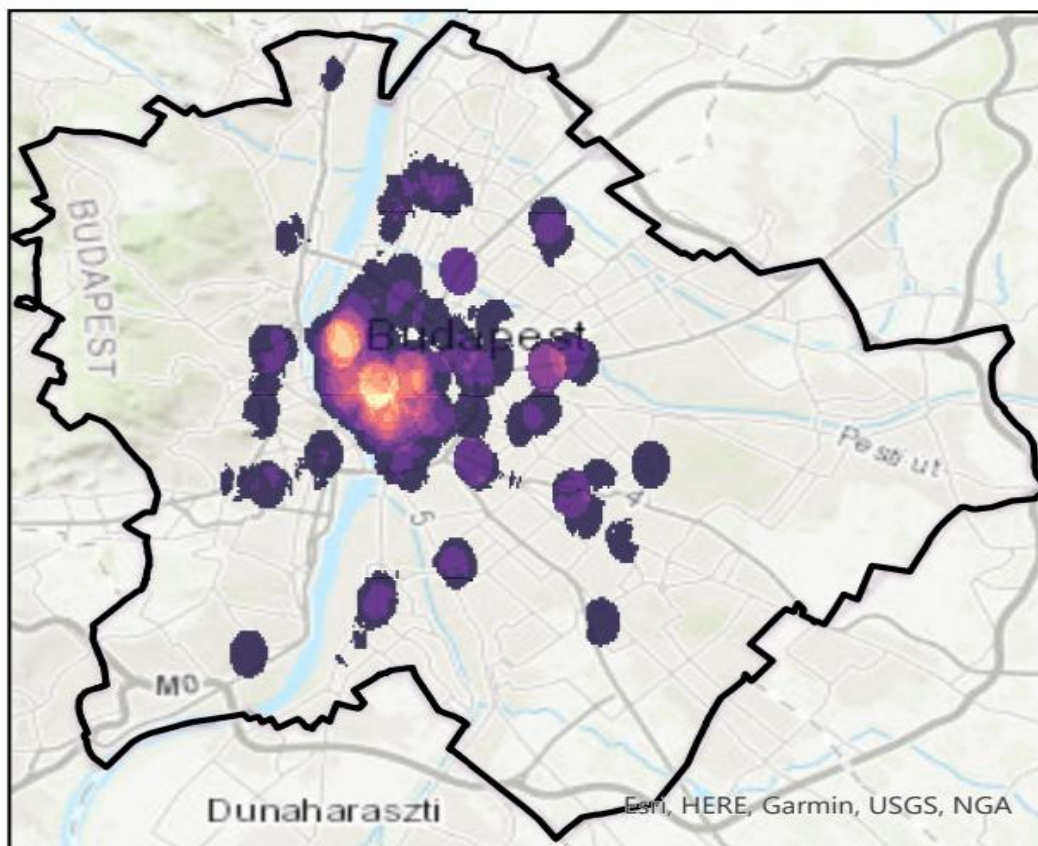 BUDAPEST
Budapest
Pesti út
4
5
M0
Dunaharaszti
Esri, HERE, Garmin, USGS, NGA